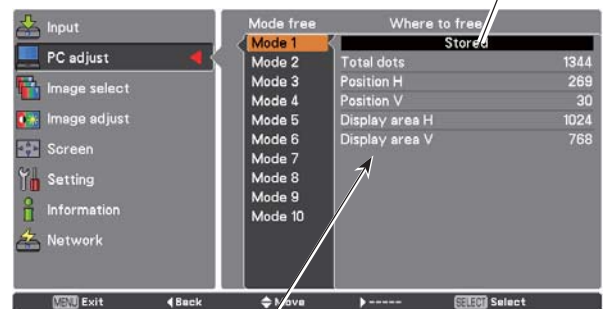 Input
PC adjust
Image select
Image adjust
Screen
Setting
Information
Network
Mode free
Mode 1
Mode 2
Mode 3
Mode 4
Mode 5
Mode 6
Mode 7
Mode 8
Mode 9
Mode 10
Where to free
Stored
Total dots 1344
Position H 269
Position V 30
Display area H 1024
Display area V 768
MENU Exit ◀Back Move ▶----- SELECT Select